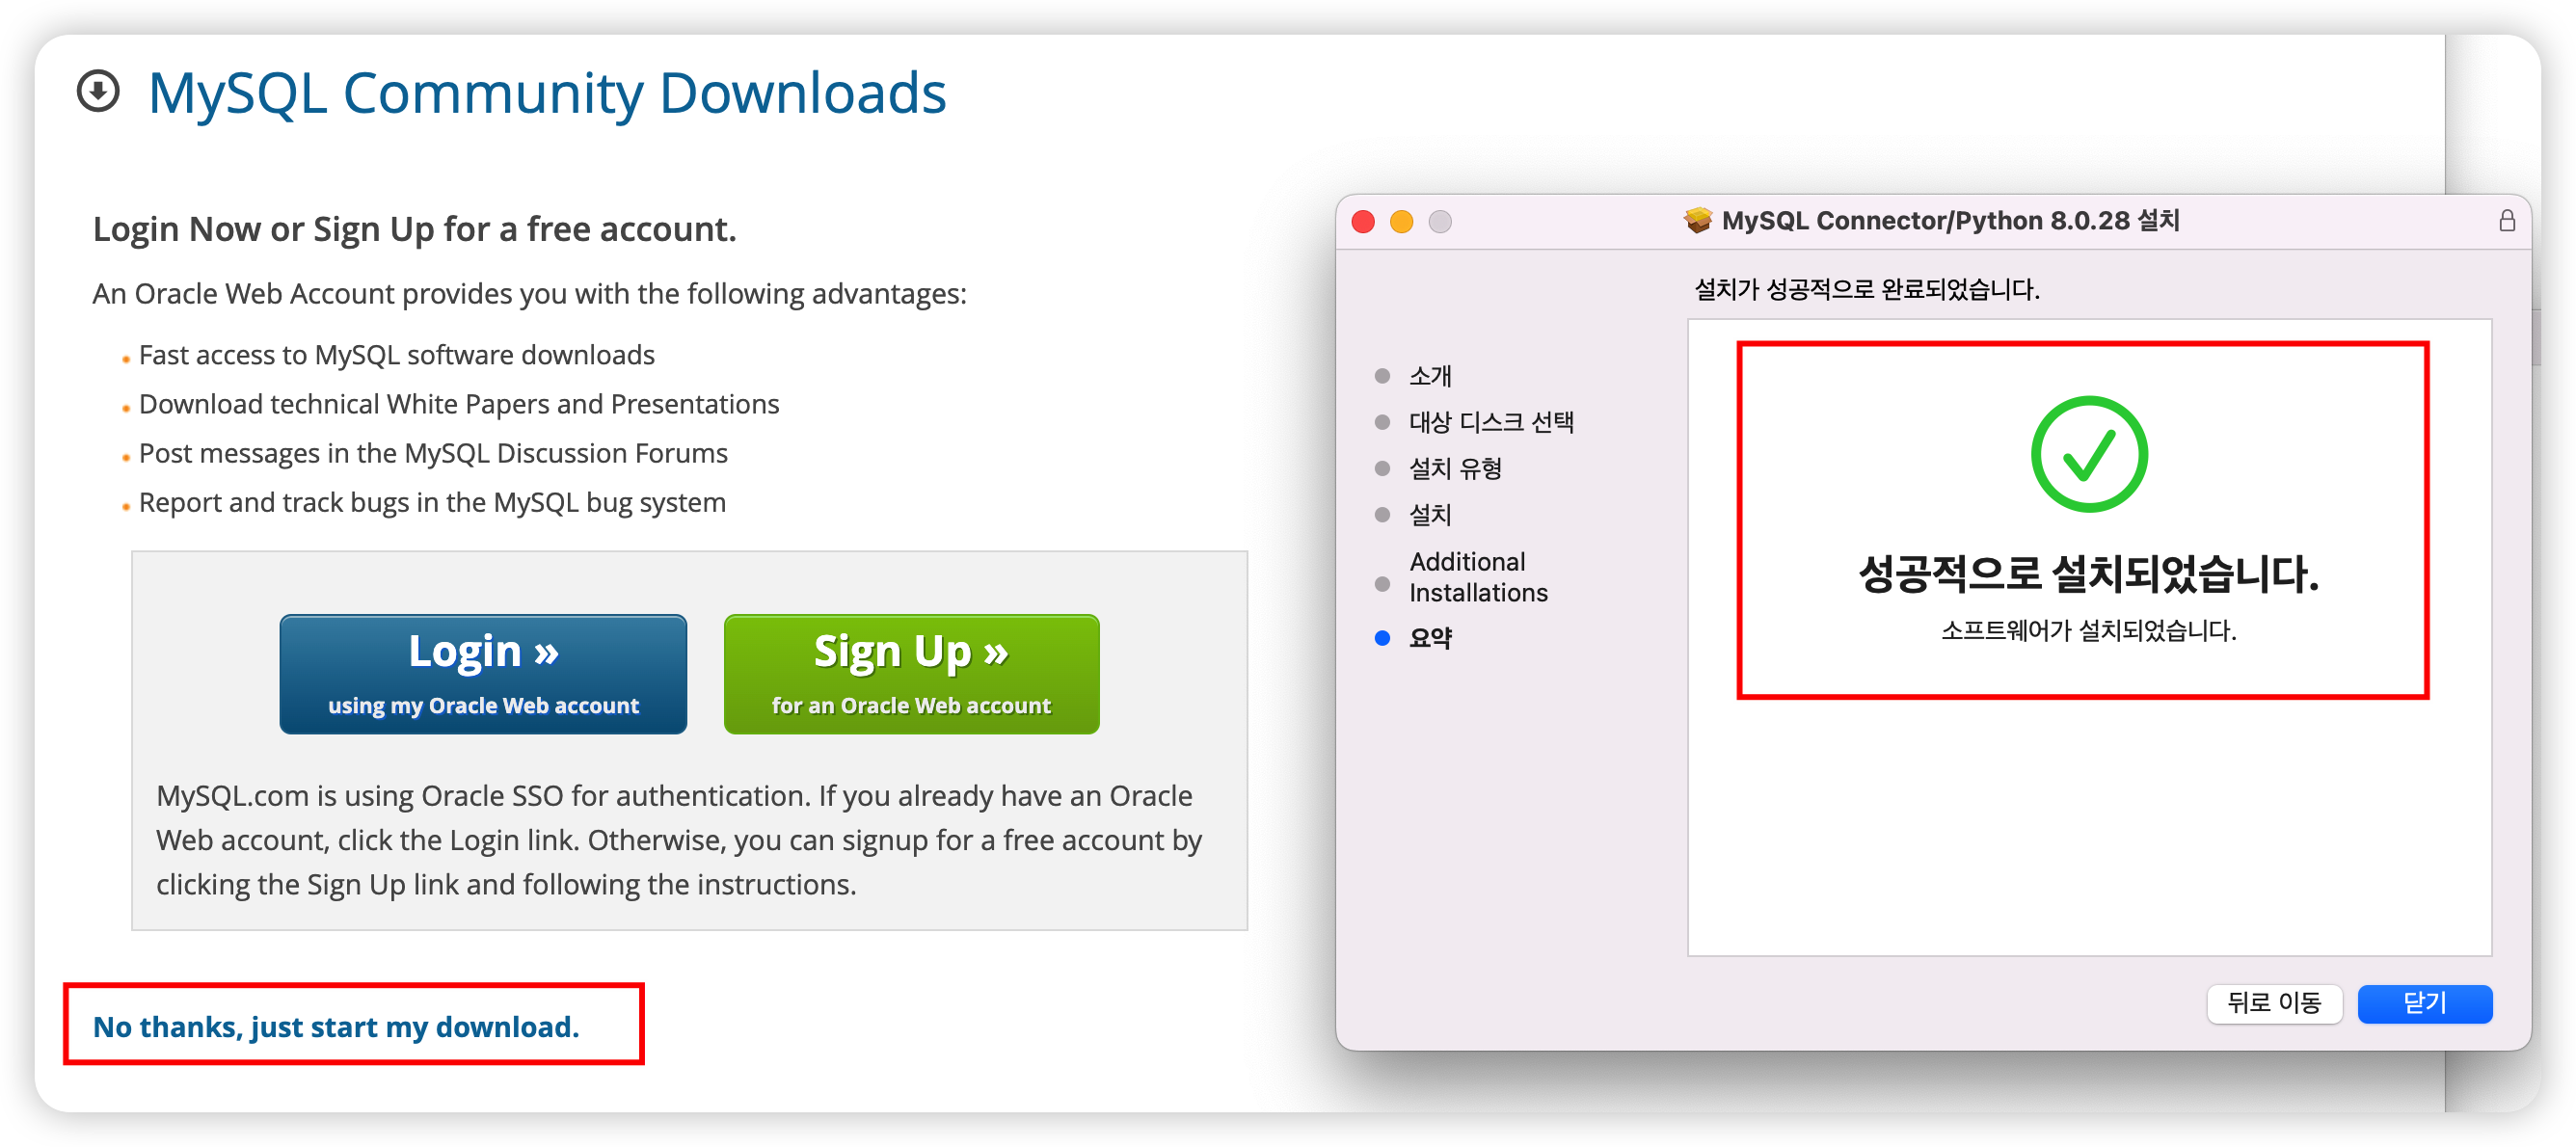 MySQL Community Downloads
Login Now or Sign Up for a free account.
An Oracle Web Account provides you with the following advantages:
Fast access to MySQL software downloads
Download technical White Papers and Presentations
Post messages in the MySQL Discussion Forums
Report and track bugs in the MySQL bug system
Login »
using my Oracle Web account
Sign Up »
for an Oracle Web account
MySQL.com is using Oracle SSO for authentication. If you already have an Oracle
Web account, click the Login link. Otherwise, you can signup for a free account by
clicking the Sign Up link and following the instructions.
No thanks, just start my download.
MySQL Connector/Python 8.0.28 설치
설치가 성공적으로 완료되었습니다.
소개
대상 디스크 선택
설치 유형
설치
Additional
Installations
요약
성공적으로 설치되었습니다.
소프트웨어가 설치되었습니다.
뒤로 이동
닫기